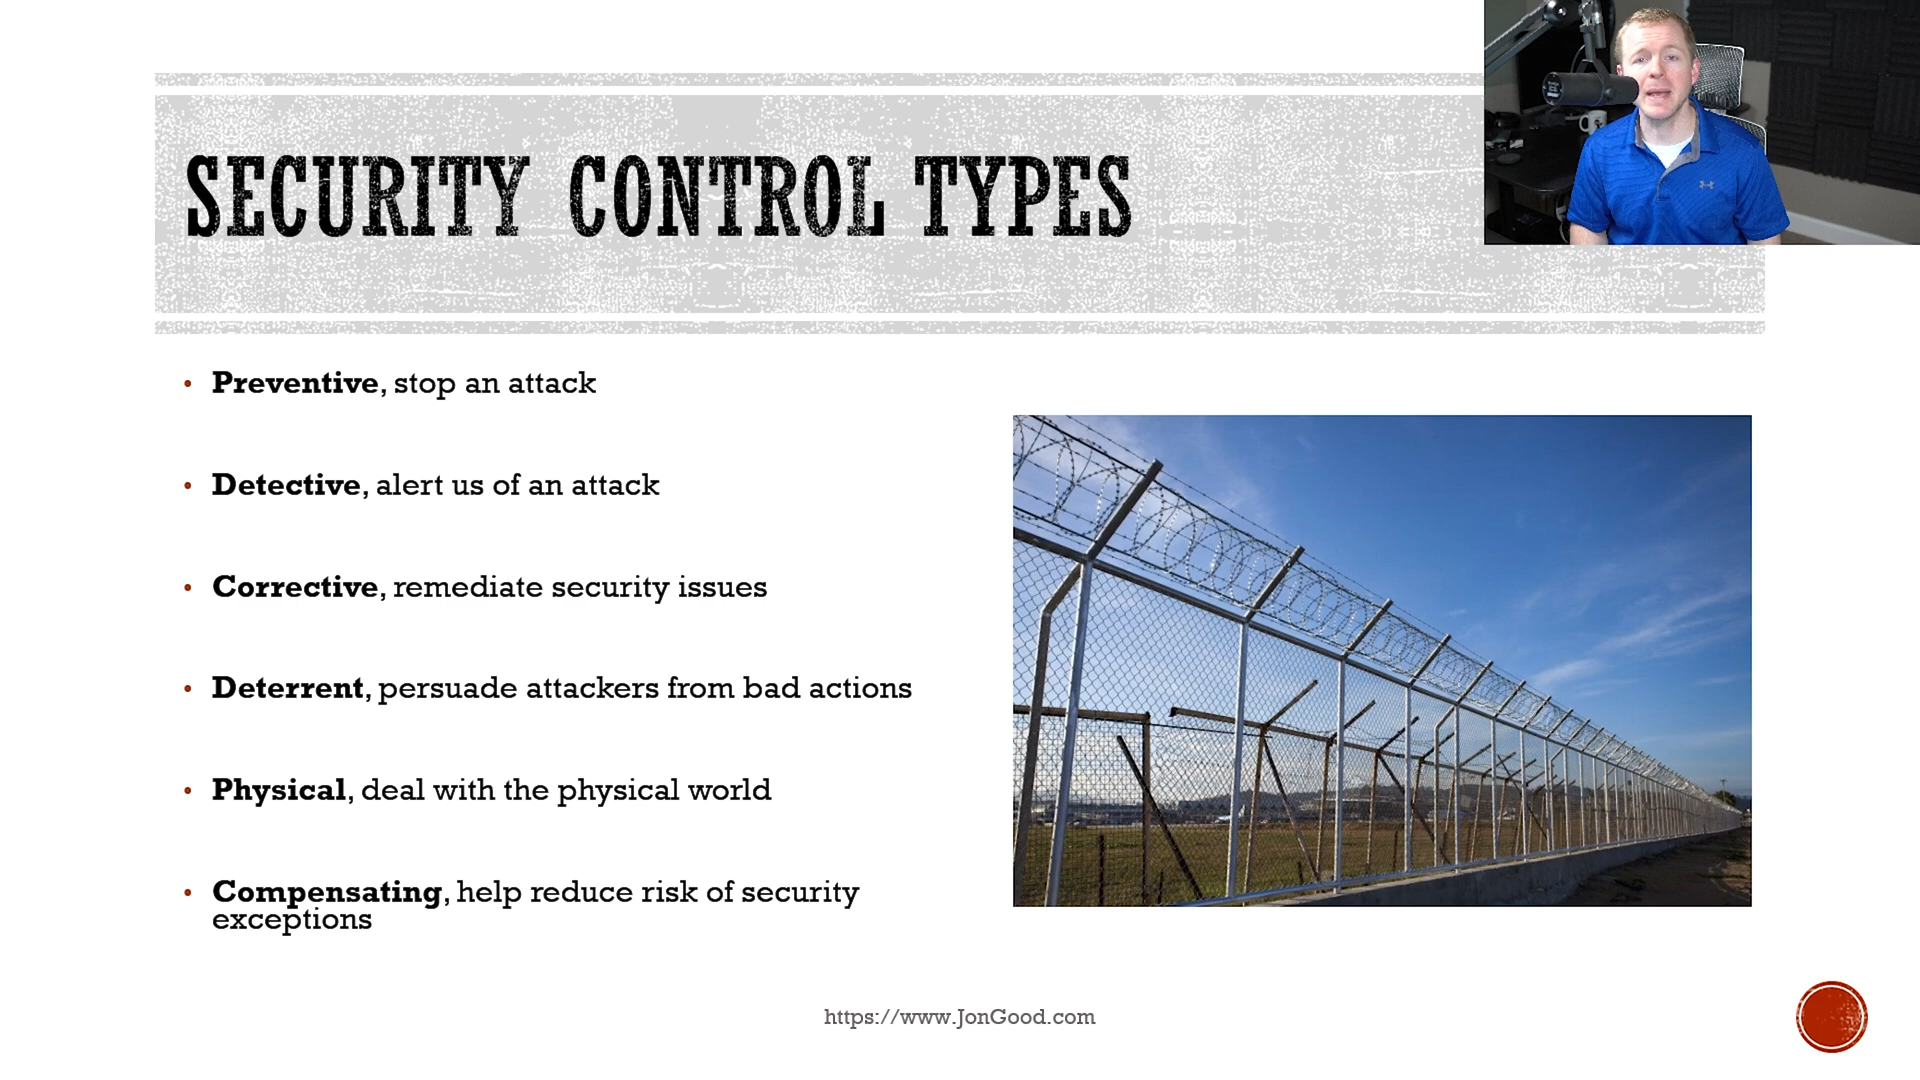 SECURITY CONTROL TYPES
• Preventive, stop an attack
• Detective, alert us of an attack
• Corrective, remediate security issues
• Deterrent, persuade attackers from bad actions
• Physical, deal with the physical world
• Compensating, help reduce risk of security
exceptions
https://www.JonGood.com